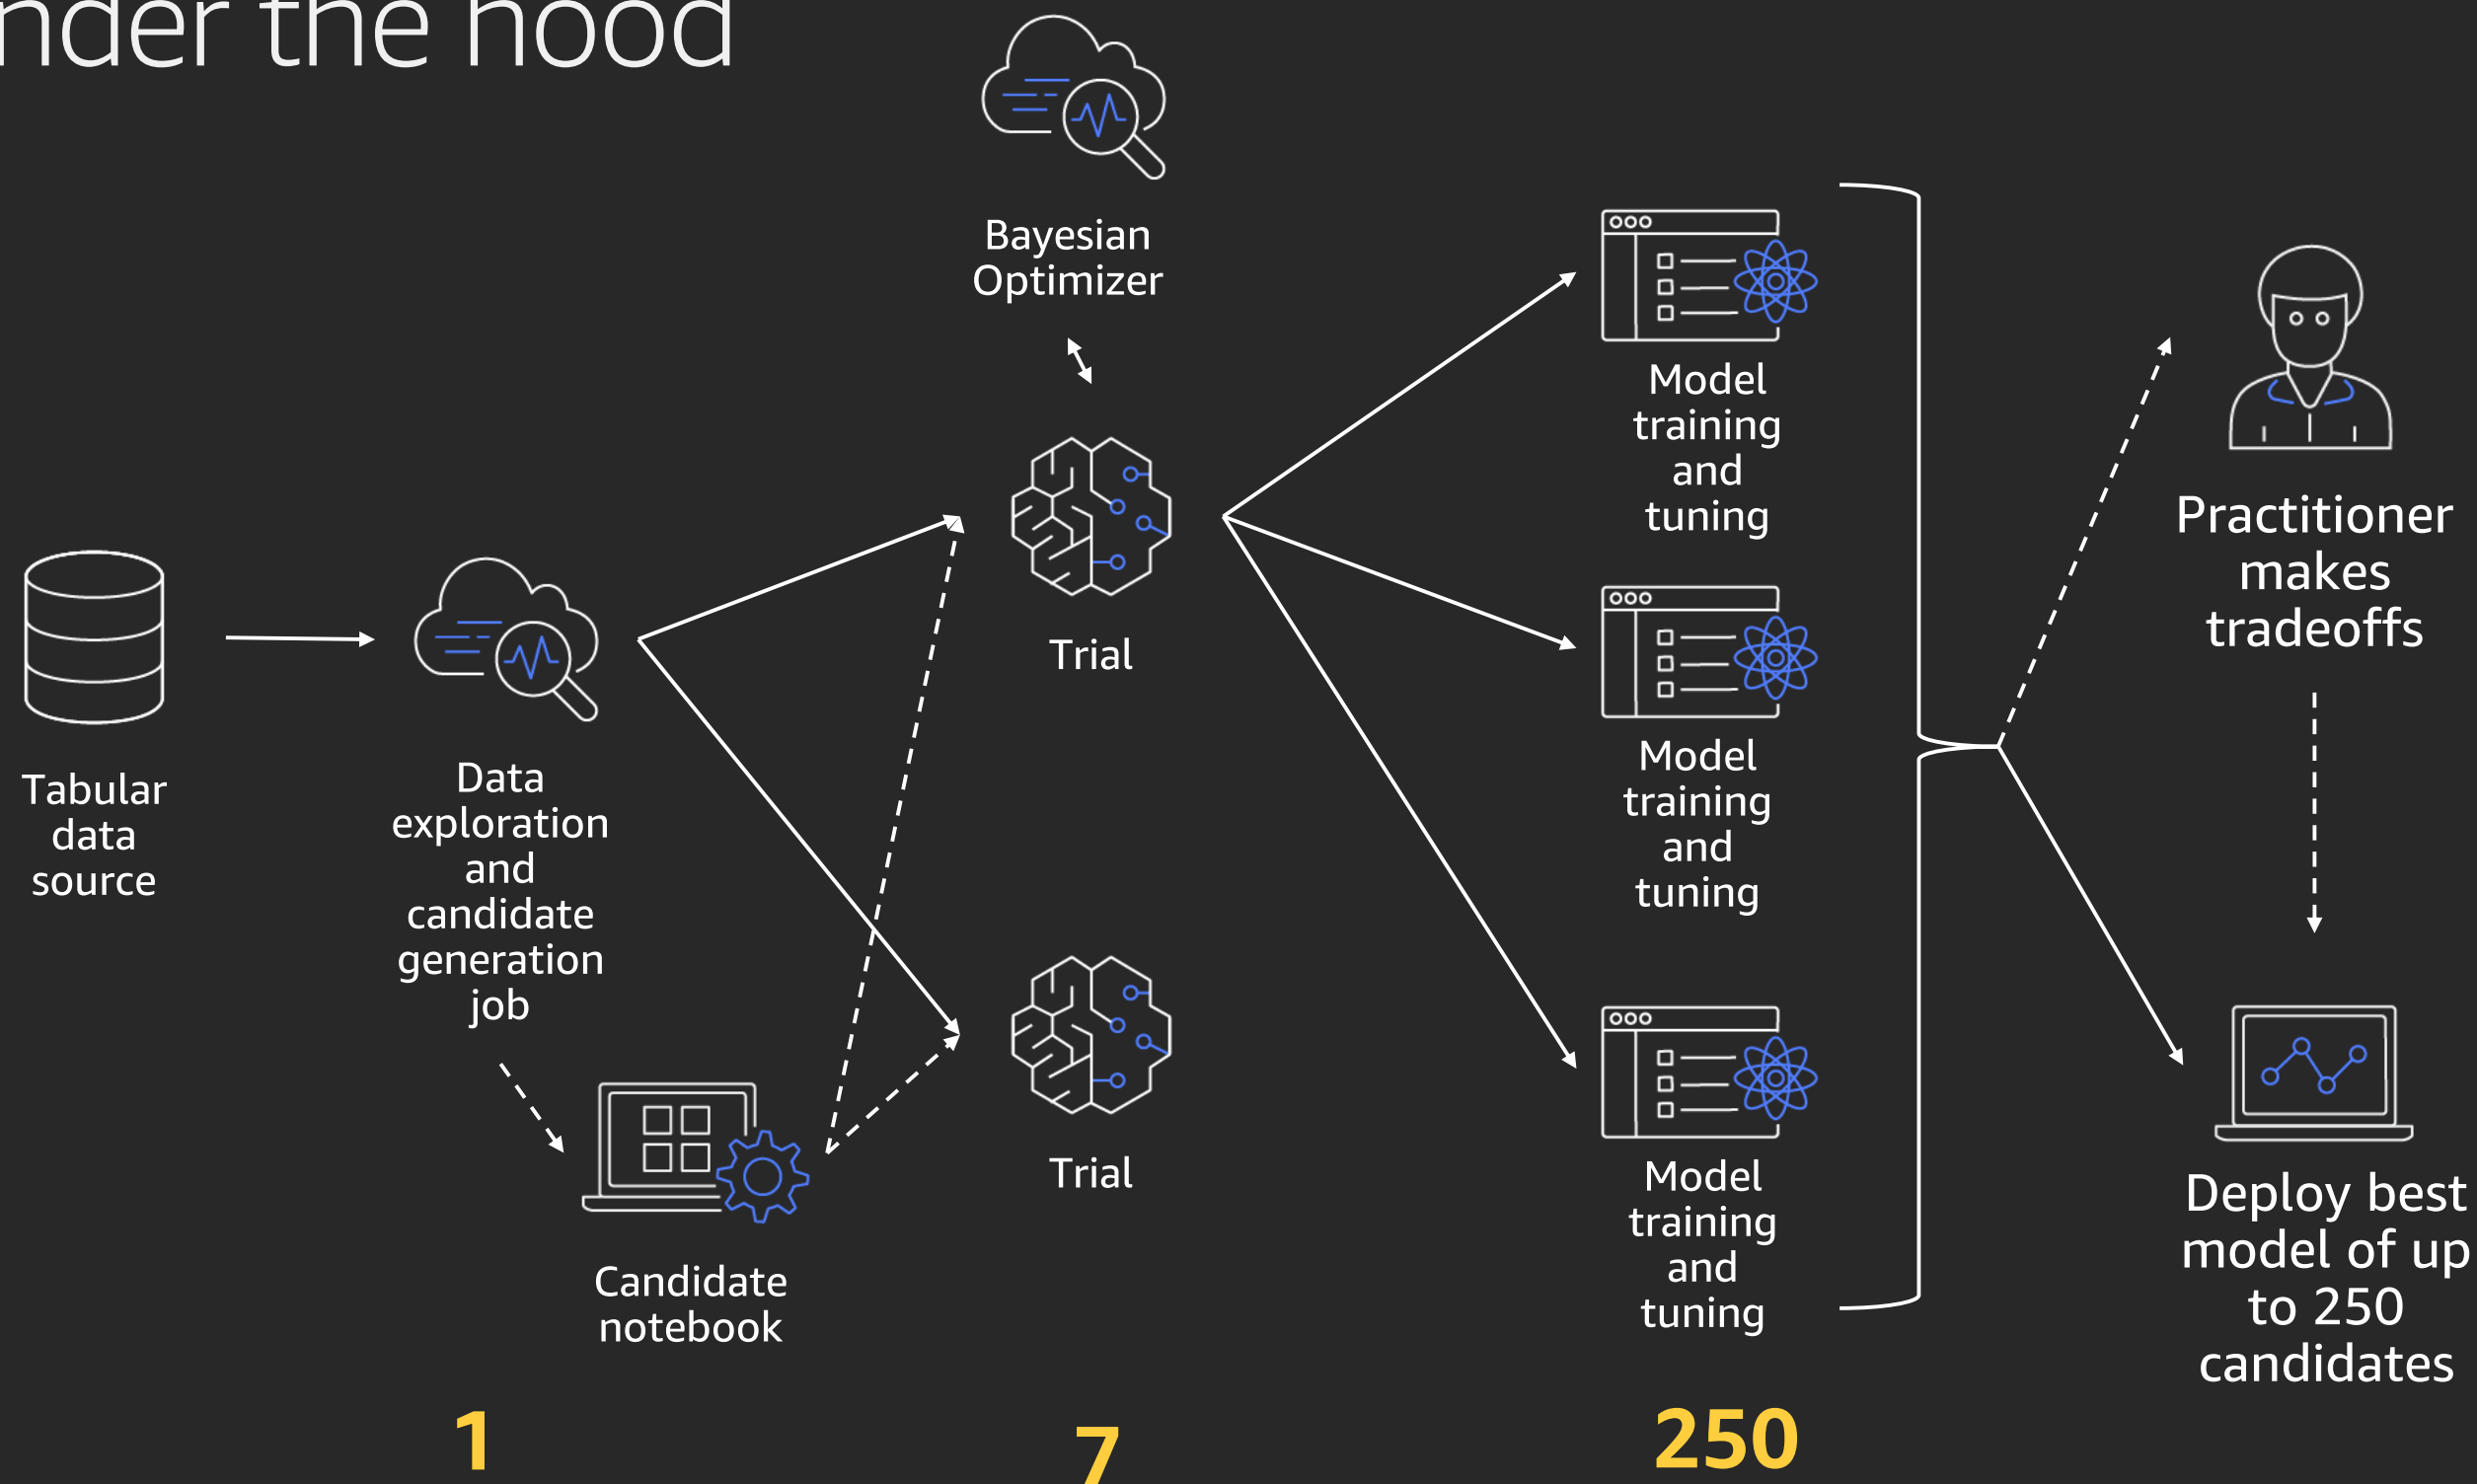 nder the hood
Bayesian
Optimizer
Tabular
data
source
Data
exploration
and
candidate
generation
job
Candidate
notebook
Trial
Trial
Model
training
and
tuning
Model
training
and
tuning
Model
training
and
tuning
Practitioner
makes
tradeoffs
Deploy best
model of up
to 250
candidates
1
7
250